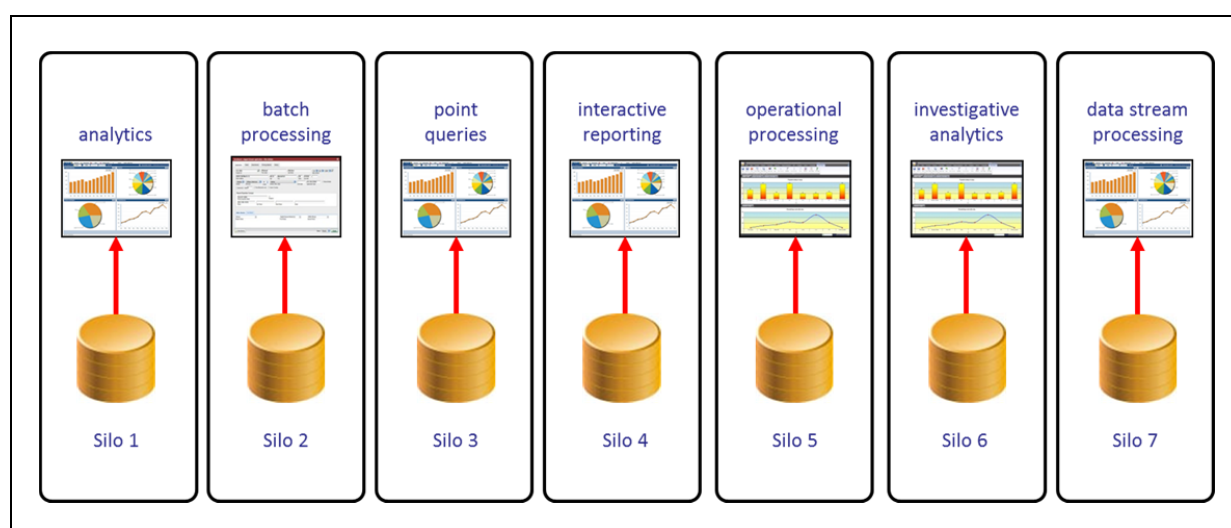 analytics
batch
processing
point
queries
interactive
reporting
operational
processing
investigative
analytics
data stream
processing
Silo 1
Silo 2
Silo 3
Silo 4
Silo 5
Silo 6
Silo 7